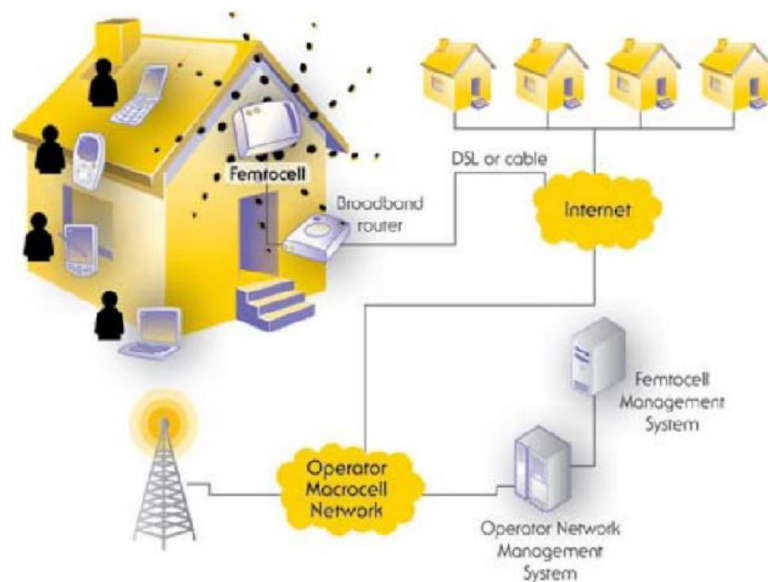 Femtocell
Broadband
router
DSL or cable
Internet
Femtocell
Management
System
Operator
Macrocell
Network
Operator Network
Management
System